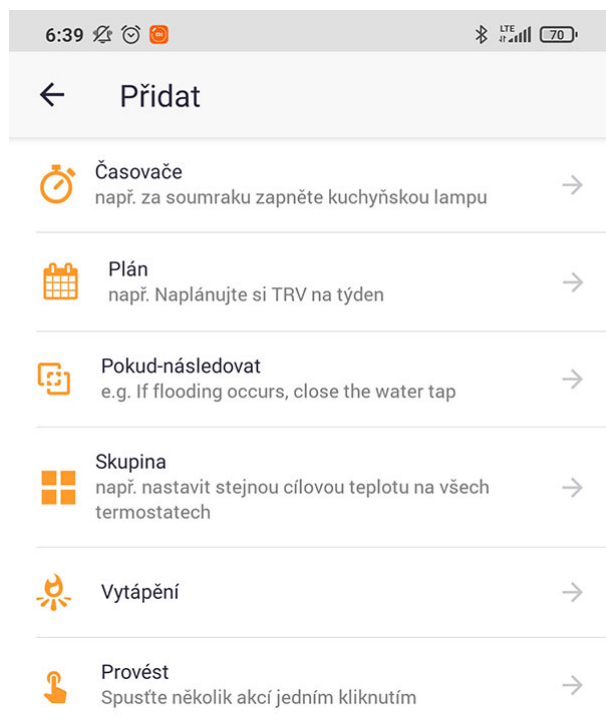 6:39
LTE
70
Přidat
Časovače
např. za soumraku zapněte kuchyňskou lampu
Plán
např. Naplánujte si TRV na týden
Pokud-následovat
e.g. If flooding occurs, close the water tap
Skupina
např. nastavit stejnou cílovou teplotu na všech
termostatech
Vytápění
Provést
Spusťte několik akcí jedním kliknutím